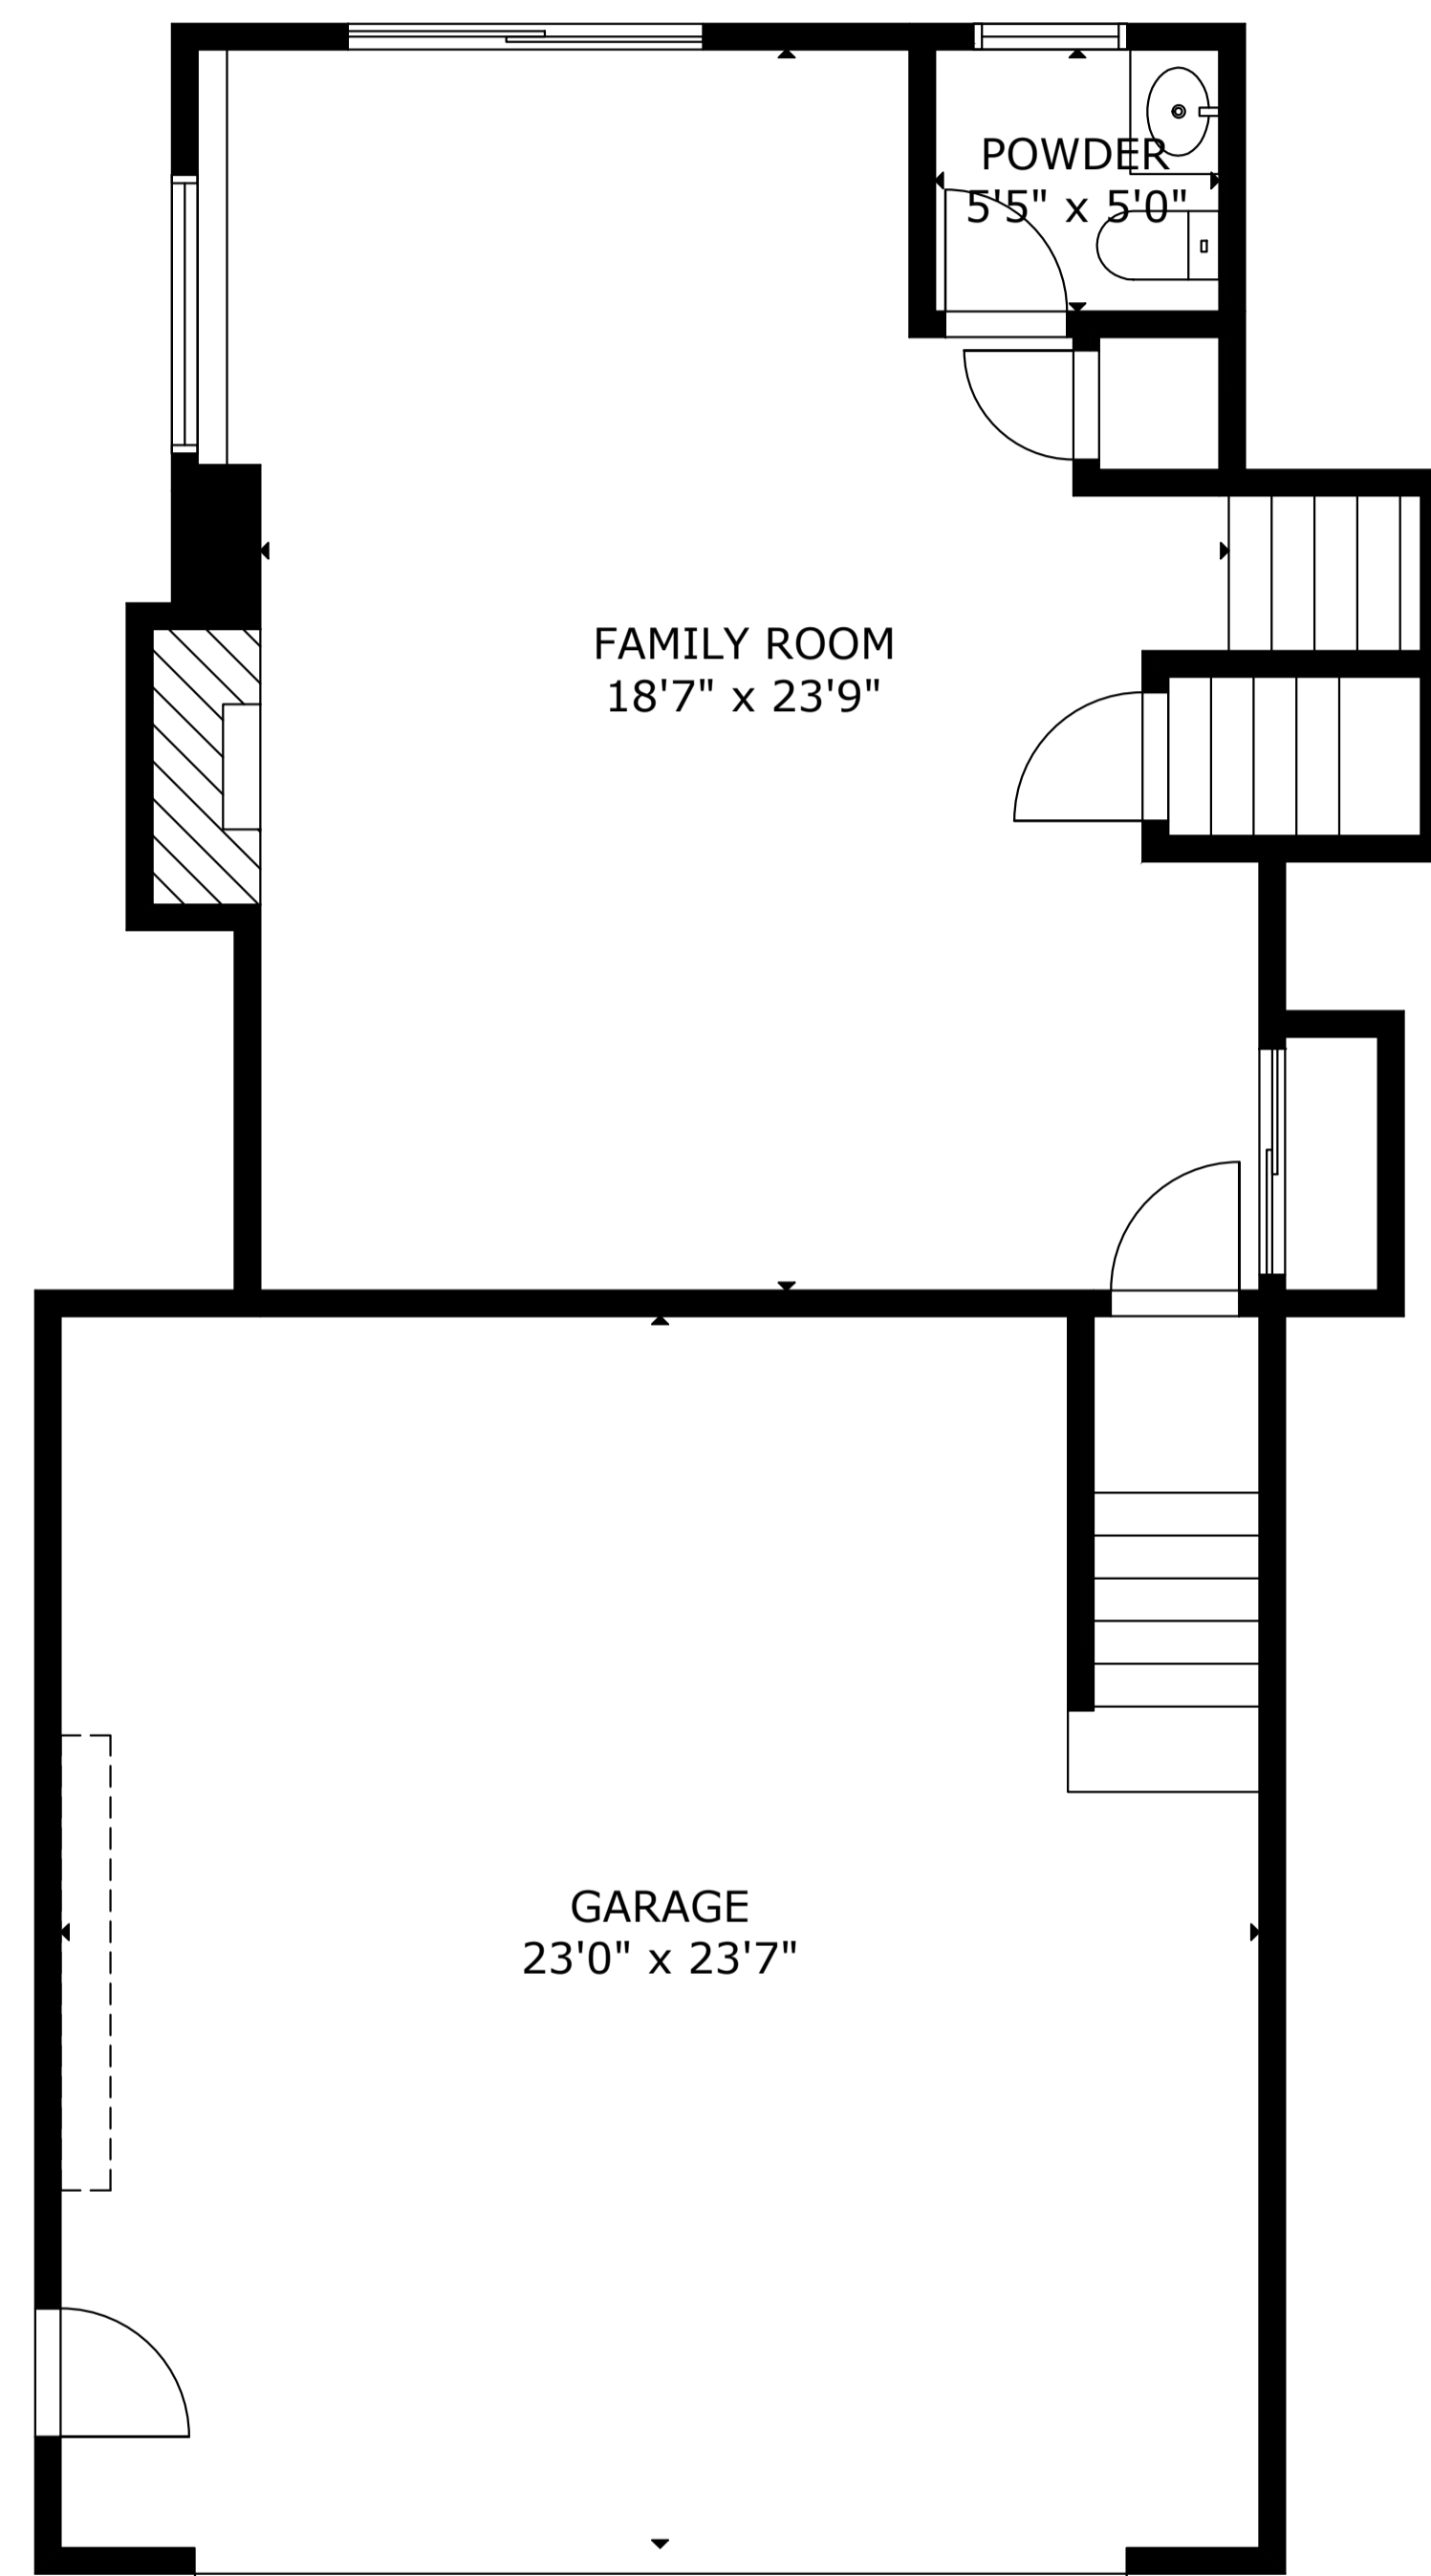 POWDER
5'5" x 5'0"
FAMILY ROOM
18'7" x 23'9"
GARAGE
23'0" x 23'7"